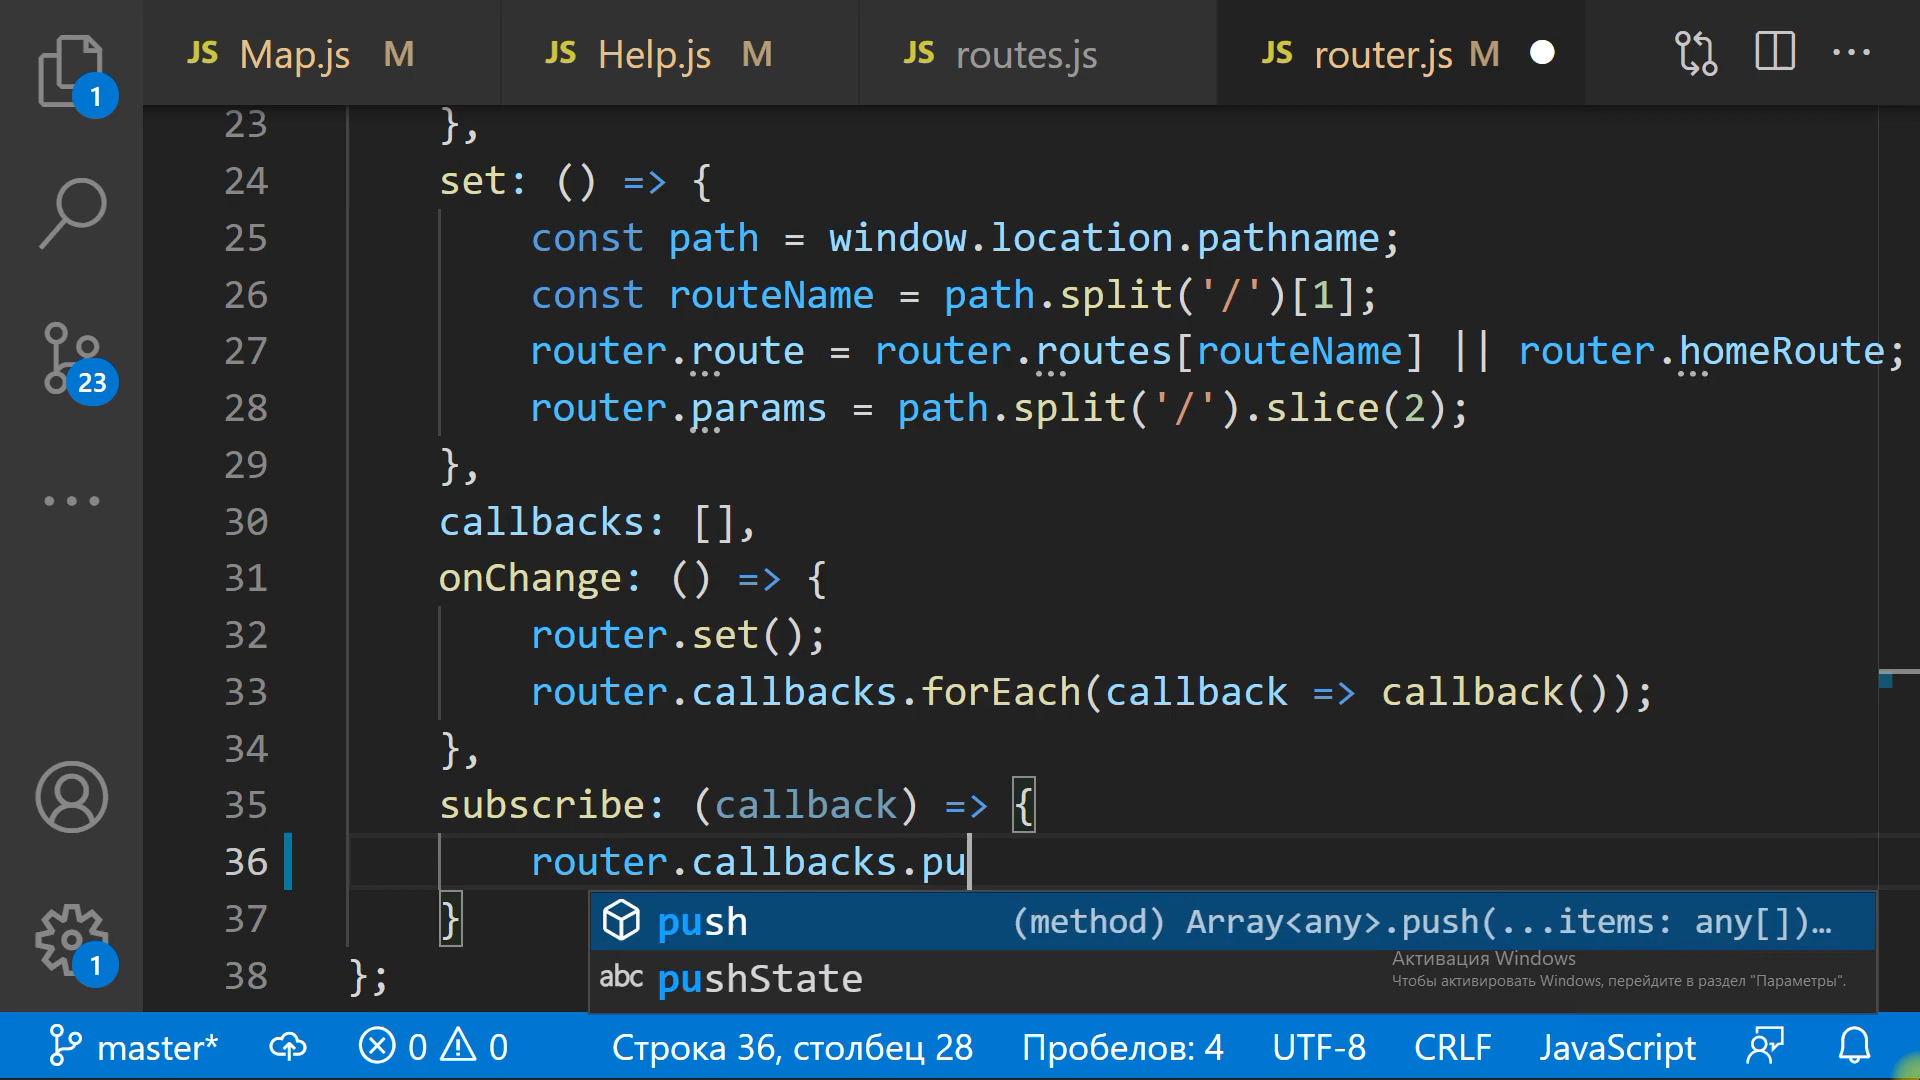 1
JS Map.js M
JS Help.js M
JS routes.js
JS router.js M
23 },
24 set: () => {
25 const path = window.location.pathname;
26 const routeName = path.split('/')[1];
27 router.route = router.routes[routeName] || router.homeRoute;
28 router.params = path.split('/').slice(2);
29 },
30 callbacks: [],
31 onChange: () => {
32 router.set();
33 router.callbacks.forEach(callback => callback());
34 },
35 subscribe: (callback) => {
36 router.callbacks.pu
37 }
38 };
push (method) Array<any>.push(...items: any[])…
abc pushState
Активация Windows
Чтобы активировать Windows, перейдите в раздел "Параметры".
23
1
master* 0 0 Строка 36, столбец 28 Пробелов: 4 UTF-8 CRLF JavaScript